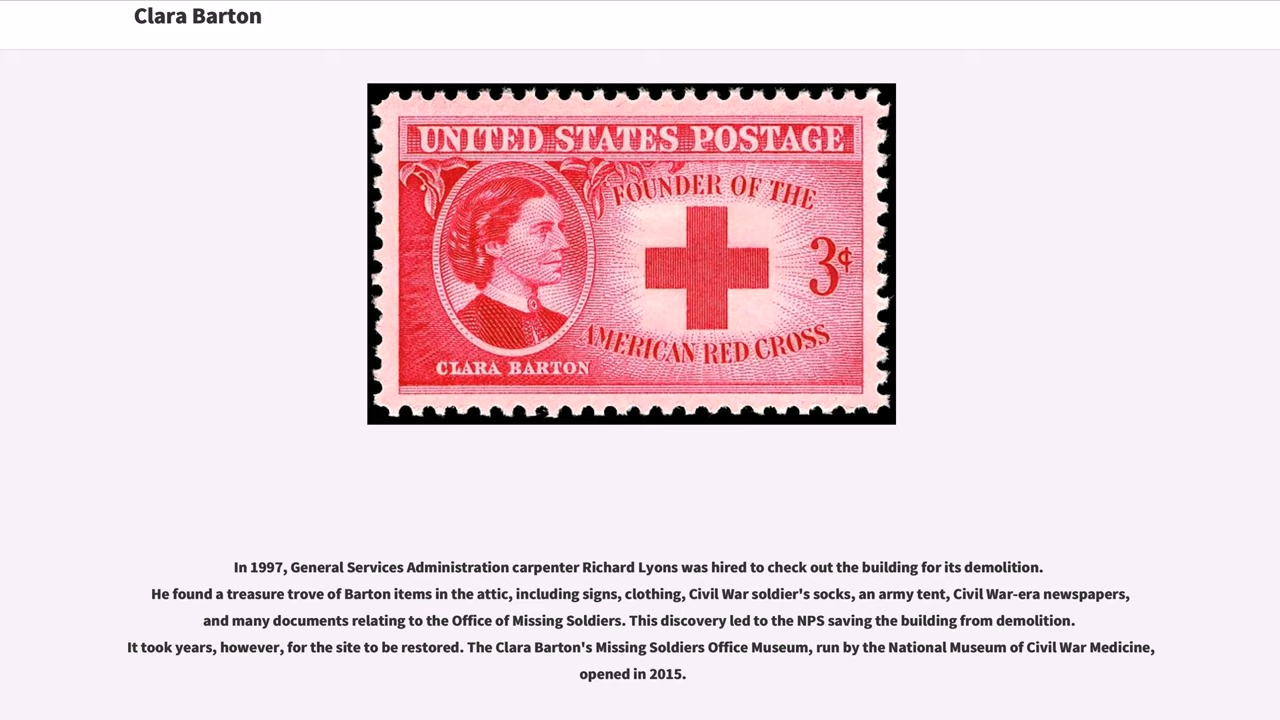 Clara Barton
UNITED STATES POSTAGE
FOUNDER OF THE
3¢
AMERICAN RED CROSS
CLARA BARTON
In 1997, General Services Administration carpenter Richard Lyons was hired to check out the building for its demolition.
He found a treasure trove of Barton items in the attic, including signs, clothing, Civil War soldier's socks, an army tent, Civil War-era newspapers,
and many documents relating to the Office of Missing Soldiers. This discovery led to the NPS saving the building from demolition.
It took years, however, for the site to be restored. The Clara Barton's Missing Soldiers Office Museum, run by the National Museum of Civil War Medicine,
opened in 2015.